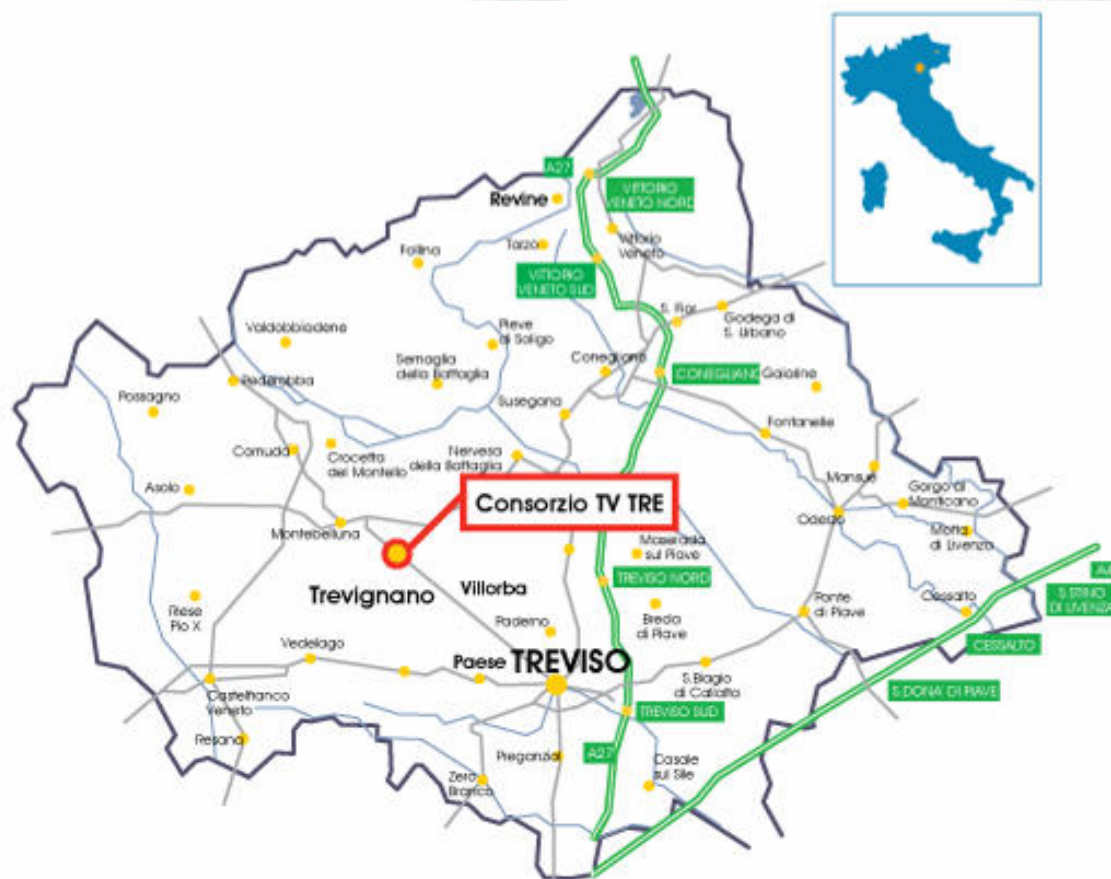 A27
VITTORIO
VENETO NORD
Revine
Follina
Tarzo
Vittorio
Veneto
VITTORIO
VENETO SUD
S. Fior
Godega di
S. Urbano
Valdobbiadene
Pieve
di Soligo
Sernaglia
della Battaglia
Conegliano
CONEGLIANO
Gaiarine
Possagno
Pederobba
Susegana
Fontanelle
Cornuda
Crocetta
del Montello
Nervesa
della Battaglia
Mansuè
Asolo
Consorzio TV TRE
Gorgo al
Monticano
Oderzo
Motta
di Livenza
Montebelluna
Maserada
sul Piave
TREVISO NORD
Trevignano
Villorba
Riese
Pio X
Paderno
Breda
di Piave
Ponte
di Piave
Cessalto
S.STINO
DI LIVENZA
CESSALTO
Vedelago
Paese
TREVISO
S.Biagio
di Callalta
S.DONA' DI PIAVE
Castelfranco
Veneto
TREVISO SUD
Resana
Preganziol
A27
Zero
Branco
Casale
sul Sile